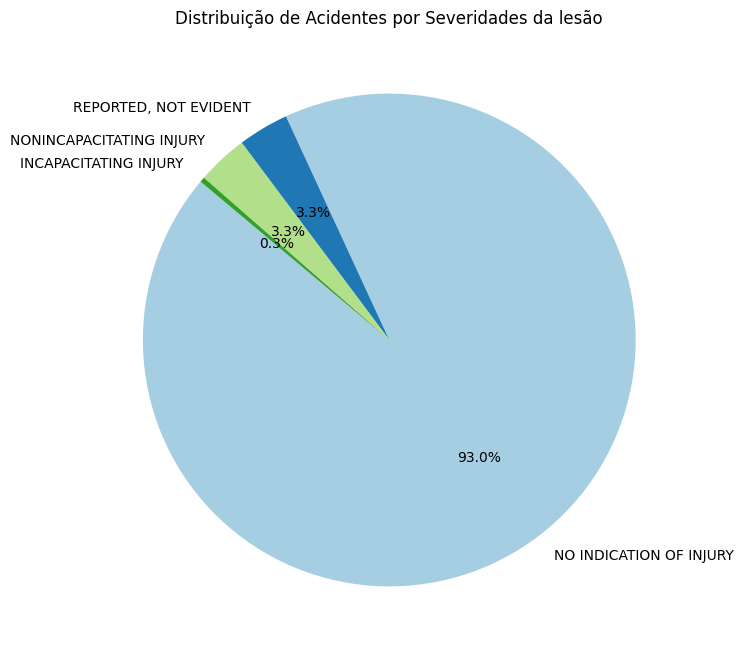 Distribuição de Acidentes por Severidades da lesão
REPORTED, NOT EVIDENT
NONINCAPACITATING INJURY
INCAPACITATING INJURY
3.3%
3.3%
0.3%
93.0%
NO INDICATION OF INJURY